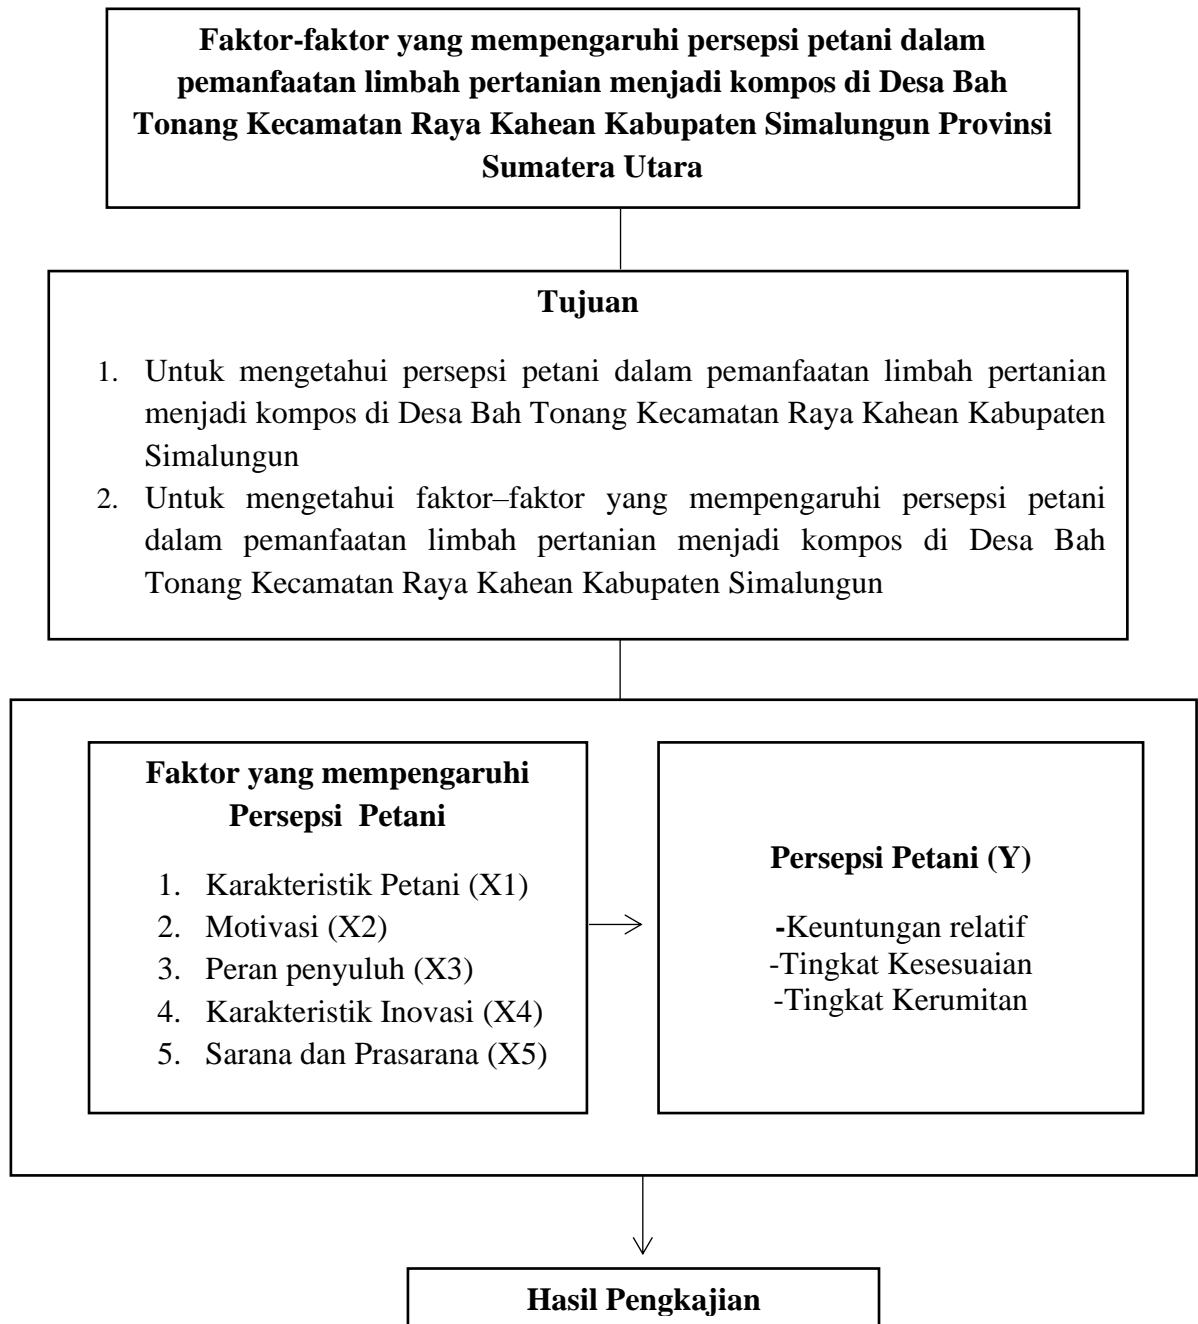 Faktor-faktor yang mempengaruhi persepsi petani dalam
pemanfaatan limbah pertanian menjadi kompos di Desa Bah
Tonang Kecamatan Raya Kahean Kabupaten Simalungun Provinsi
Sumatera Utara
Tujuan
1. Untuk mengetahui persepsi petani dalam pemanfaatan limbah pertanian
menjadi kompos di Desa Bah Tonang Kecamatan Raya Kahean Kabupaten
Simalungun
2. Untuk mengetahui faktor–faktor yang mempengaruhi persepsi petani
dalam pemanfaatan limbah pertanian menjadi kompos di Desa Bah
Tonang Kecamatan Raya Kahean Kabupaten Simalungun
Faktor yang mempengaruhi
Persepsi Petani
1. Karakteristik Petani (X1)
2. Motivasi (X2)
3. Peran penyuluh (X3)
4. Karakteristik Inovasi (X4)
5. Sarana dan Prasarana (X5)
Persepsi Petani (Y)
-Keuntungan relatif
-Tingkat Kesesuaian
-Tingkat Kerumitan
Hasil Pengkajian